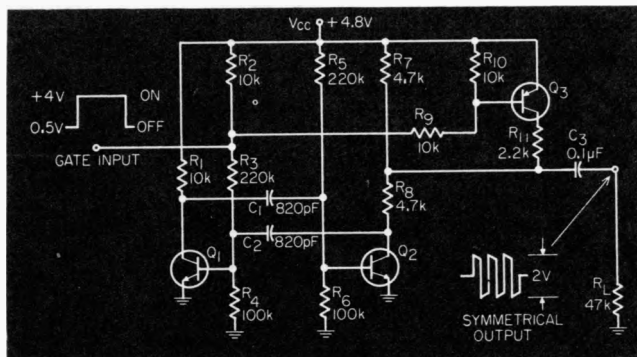 VCC + 4.8V
R2
10k
R5
220k
R7
4.7k
R10
10k
Q3
+4V
ON
0.5V
OFF
GATE INPUT
R9
10k
R11
2.2k
C3
0.1µF
R1
10k
R3
220k
C1
820pF
R8
4.7k
C2
820pF
Q1
Q2
2V
R4
100k
R6
100k
RL
47k
SYMMETRICAL
OUTPUT